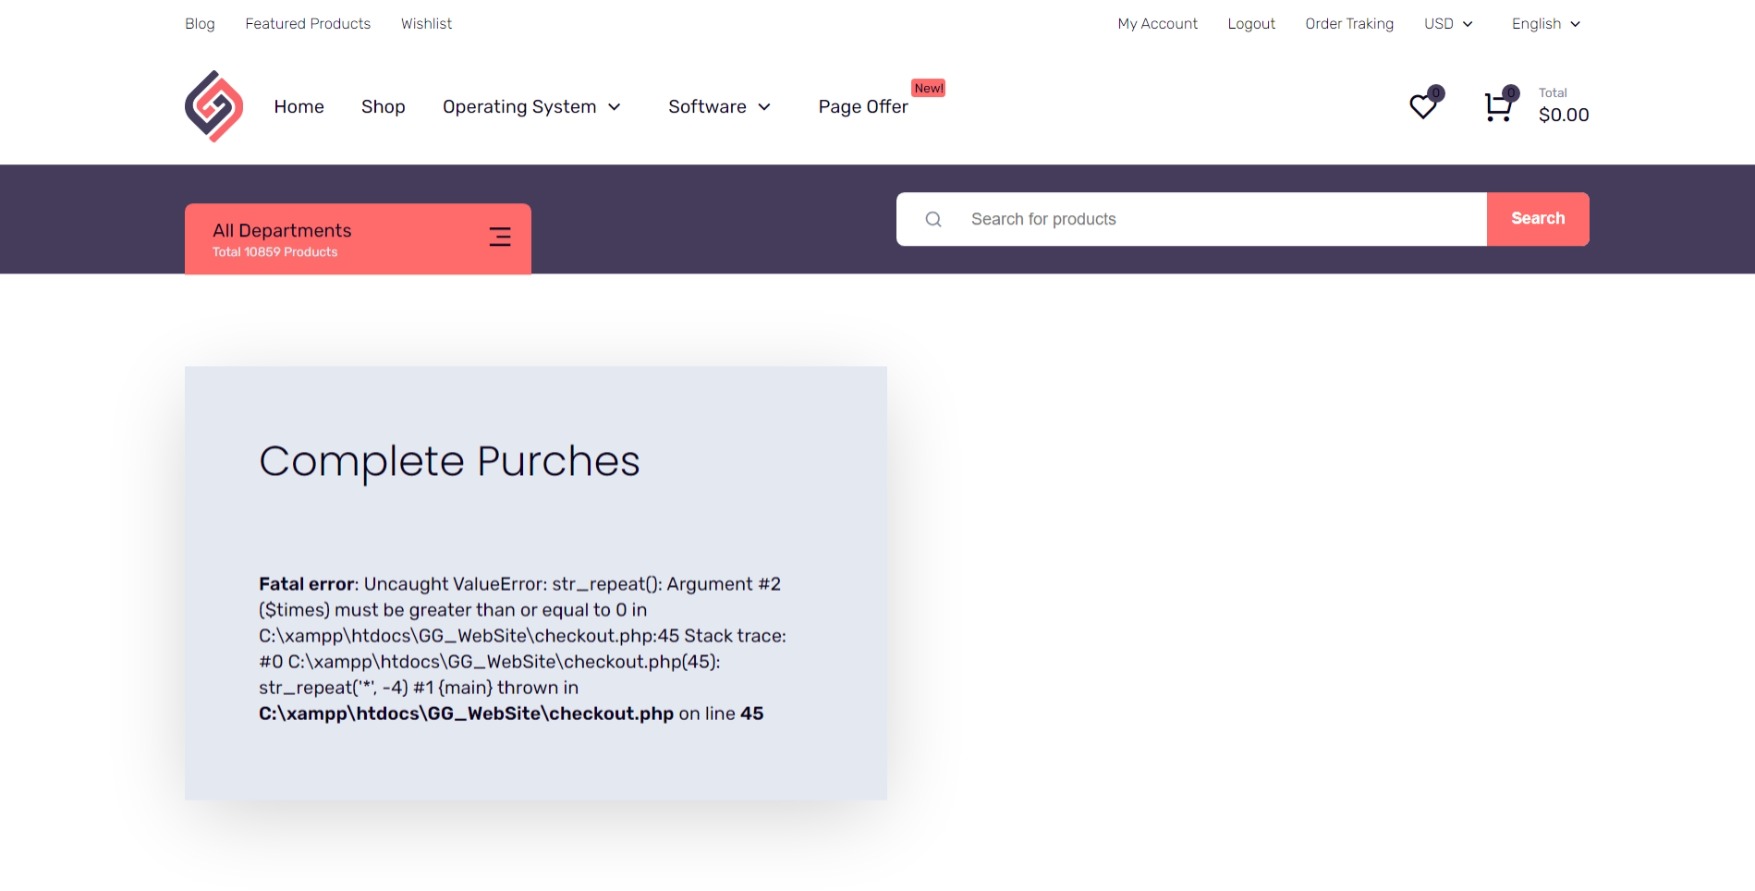 Blog Featured Products Wishlist My Account Logout Order Traking USD English
Home Shop Operating System Software Page Offer New! 0 0 Total
$0.00
All Departments
Total 10859 Products
Search for products Search
Complete Purches
Fatal error: Uncaught ValueError: str_repeat(): Argument #2
($times) must be greater than or equal to 0 in
C:\xampp\htdocs\GG_WebSite\checkout.php:45 Stack trace:
#0 C:\xampp\htdocs\GG_WebSite\checkout.php(45):
str_repeat('*', -4) #1 {main} thrown in
C:\xampp\htdocs\GG_WebSite\checkout.php on line 45